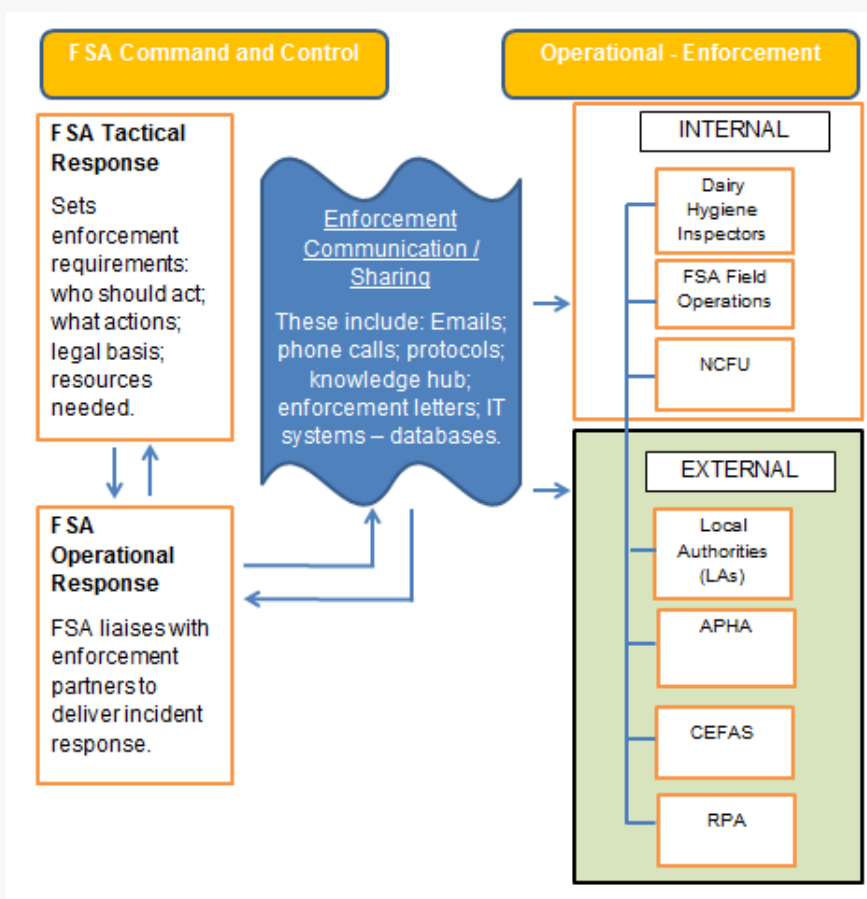 FSA Command and Control
Operational - Enforcement
FSA Tactical
Response
Sets
enforcement
requirements:
who should act;
what actions;
legal basis;
resources
needed.
FSA
Operational
Response
FSA liaises with
enforcement
partners to
deliver incident
response.
Enforcement
Communication /
Sharing
These include: Emails;
phone calls; protocols;
knowledge hub;
enforcement letters; IT
systems – databases.
INTERNAL
Dairy
Hygiene
Inspectors
FSA Field
Operations
NCFU
EXTERNAL
Local
Authorities
(LAs)
APHA
CEFAS
RPA